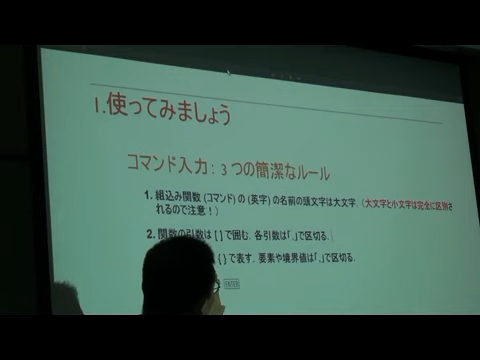 1.使ってみましょう
コマンド入力: 3 つの簡潔なルール
1. 組込み関数 (コマンド) の (英字) の名前の頭文字は大文字. (大文字と小文字は完全に区別さ
れるので注意！)
2. 関数の引数は [ ] で囲む. 各引数は「,」で区切る.
{ } で表す. 要素や境界値は「,」で区切る.
ENTER